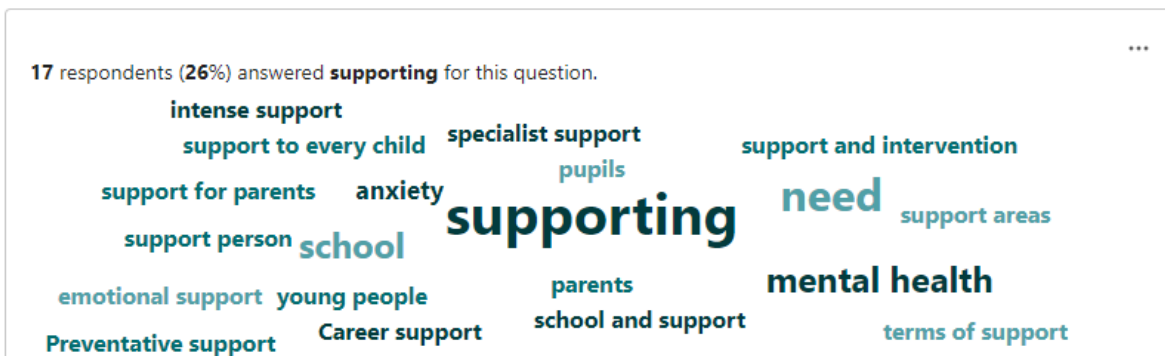 ...
17 respondents (26%) answered supporting for this question.
intense support
specialist support
support to every child
support and intervention
pupils
need
support for parents
anxiety
supporting
support areas
support person
school
mental health
parents
emotional support
young people
school and support
Career support
terms of support
Preventative support